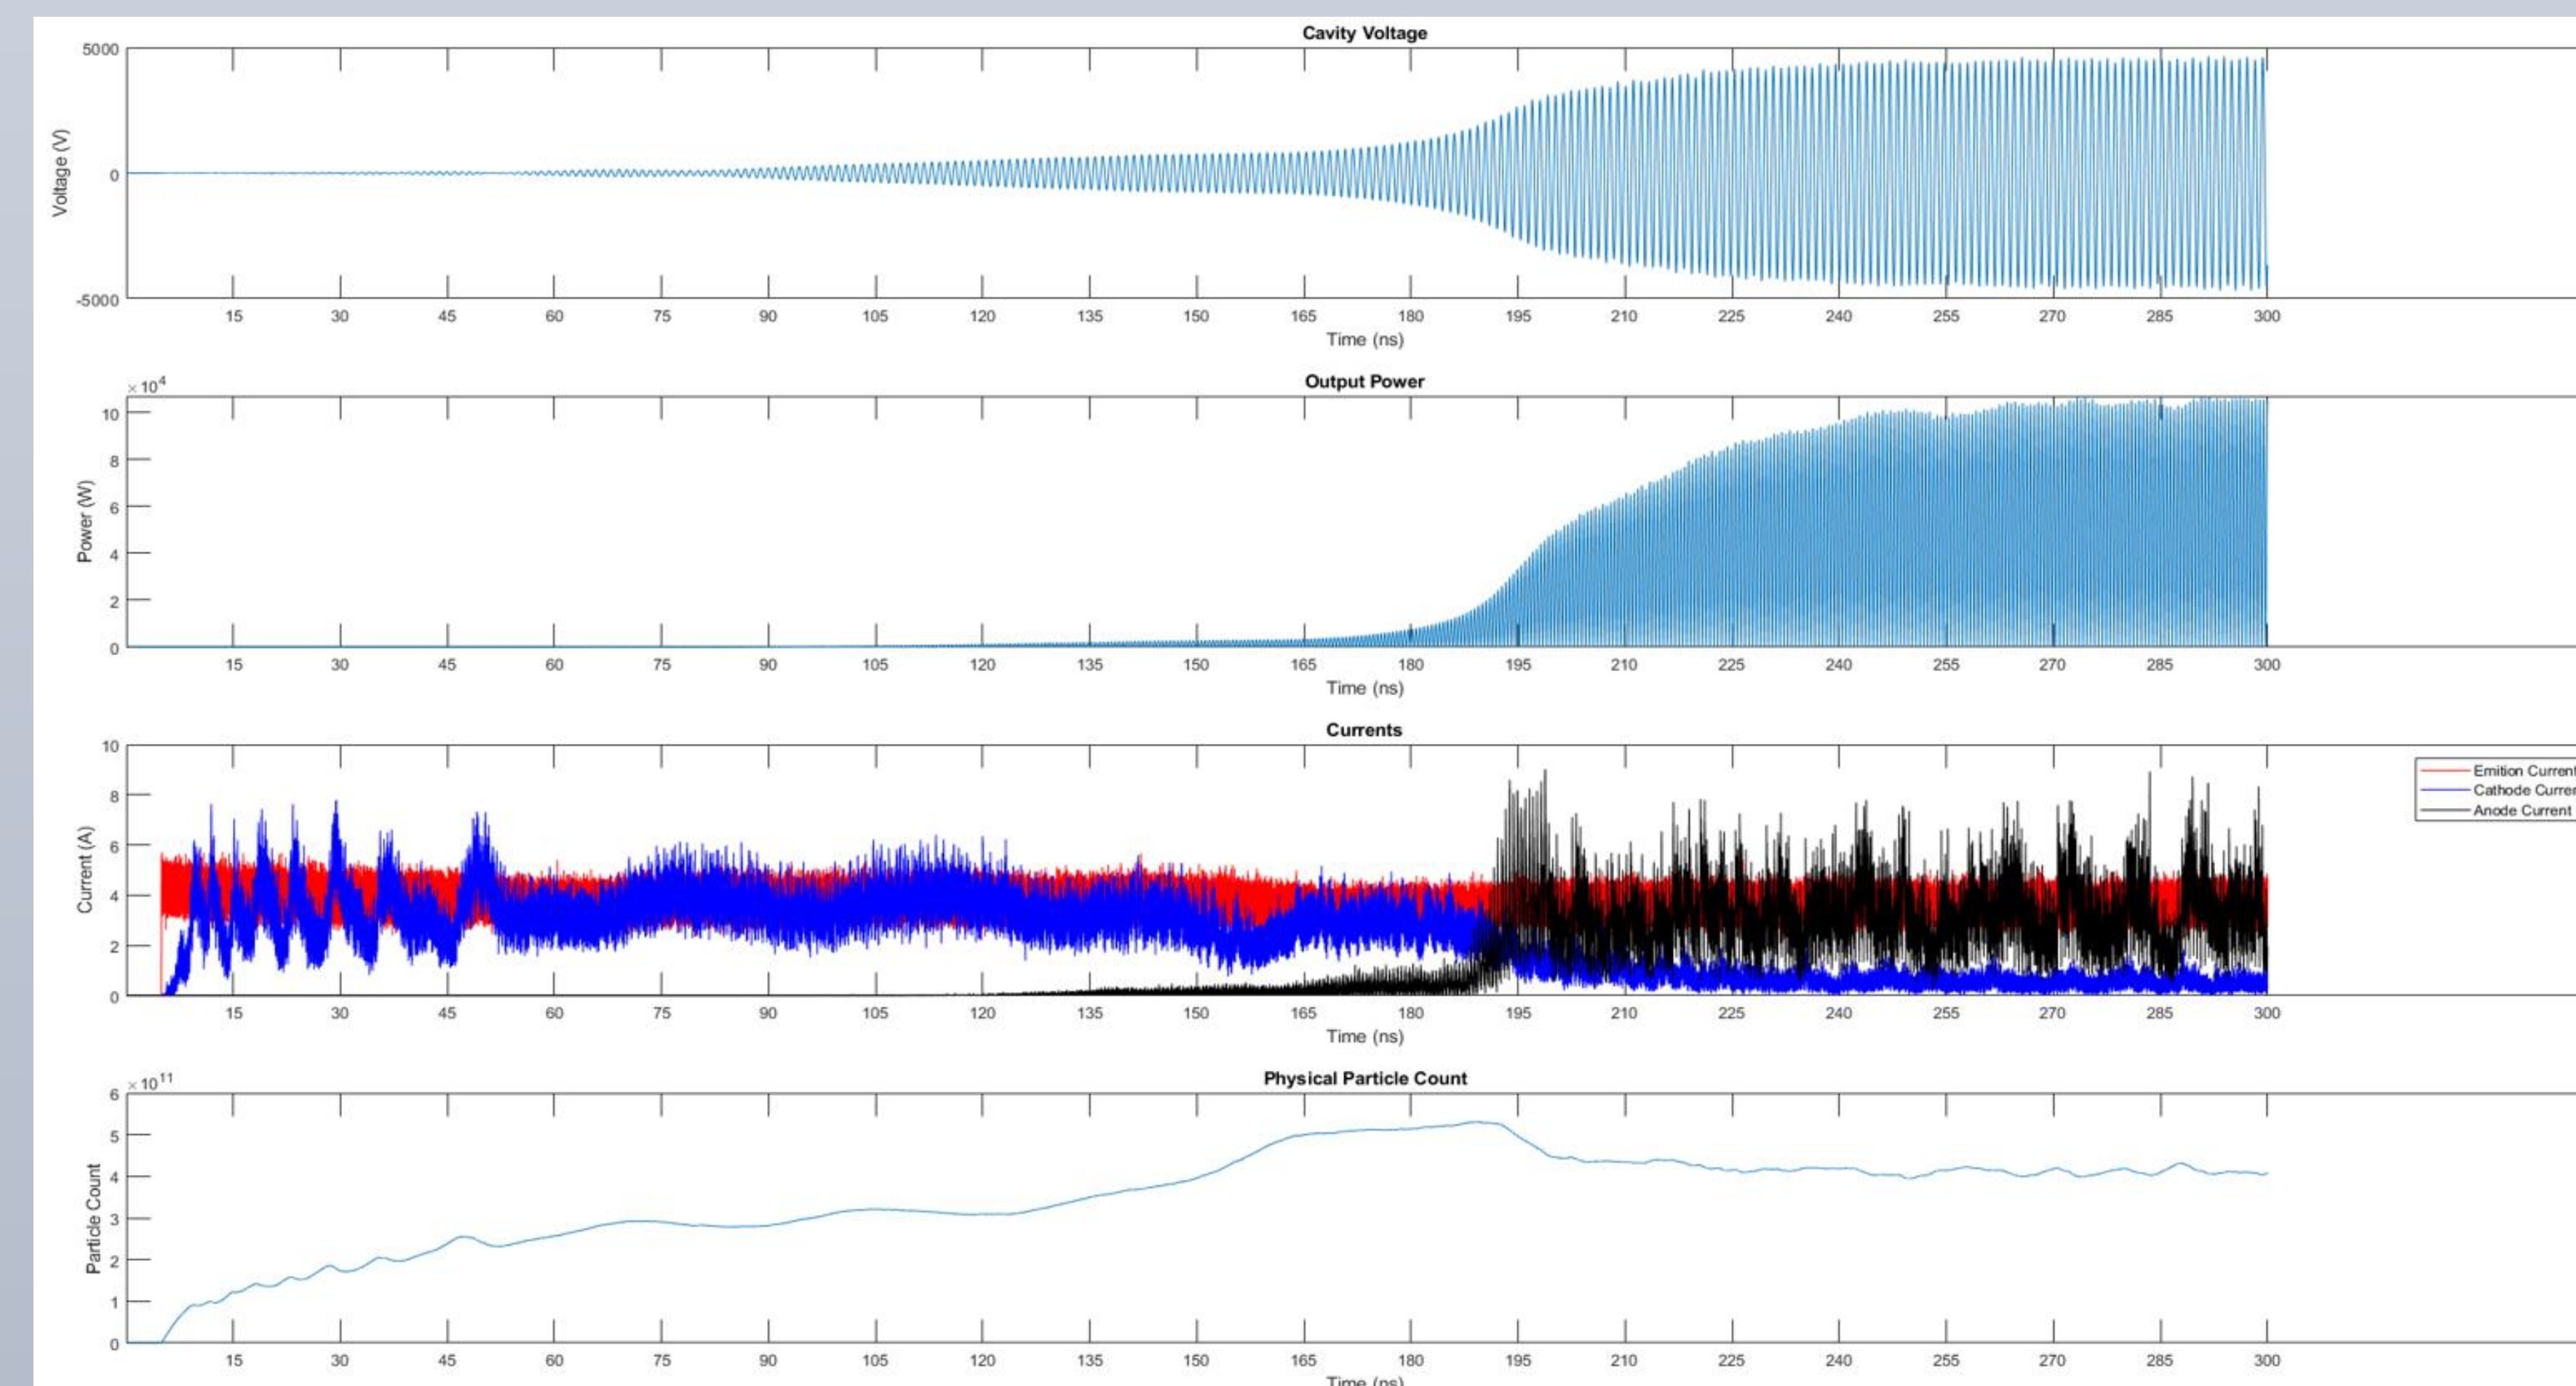 Cavity Voltage
5000
0
-5000
Voltage (V)
15 30 45 60 75 90 105 120 135 150 165 180 195 210 225 240 255 270 285 300
Time (ns)
Output Power
×10 4
10
8
6
4
2
0
Power (W)
15 30 45 60 75 90 105 120 135 150 165 180 195 210 225 240 255 270 285 300
Time (ns)
Currents
10
8
6
4
2
0
Current (A)
Emition Current
Cathode Curren
Anode Current
15 30 45 60 75 90 105 120 135 150 165 180 195 210 225 240 255 270 285 300
Time (ns)
Physical Particle Count
×10 11
6
5
4
3
2
1
0
Particle Count
15 30 45 60 75 90 105 120 135 150 165 180 195 210 225 240 255 270 285 300
Time (ns)